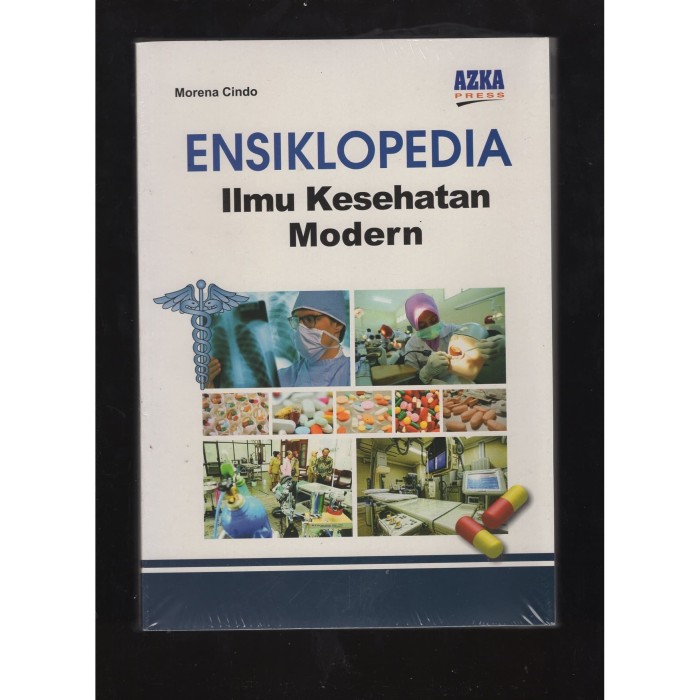 Morena Cindo
AZKA
PRESS
ENSIKLOPEDIA
Ilmu Kesehatan
Modern